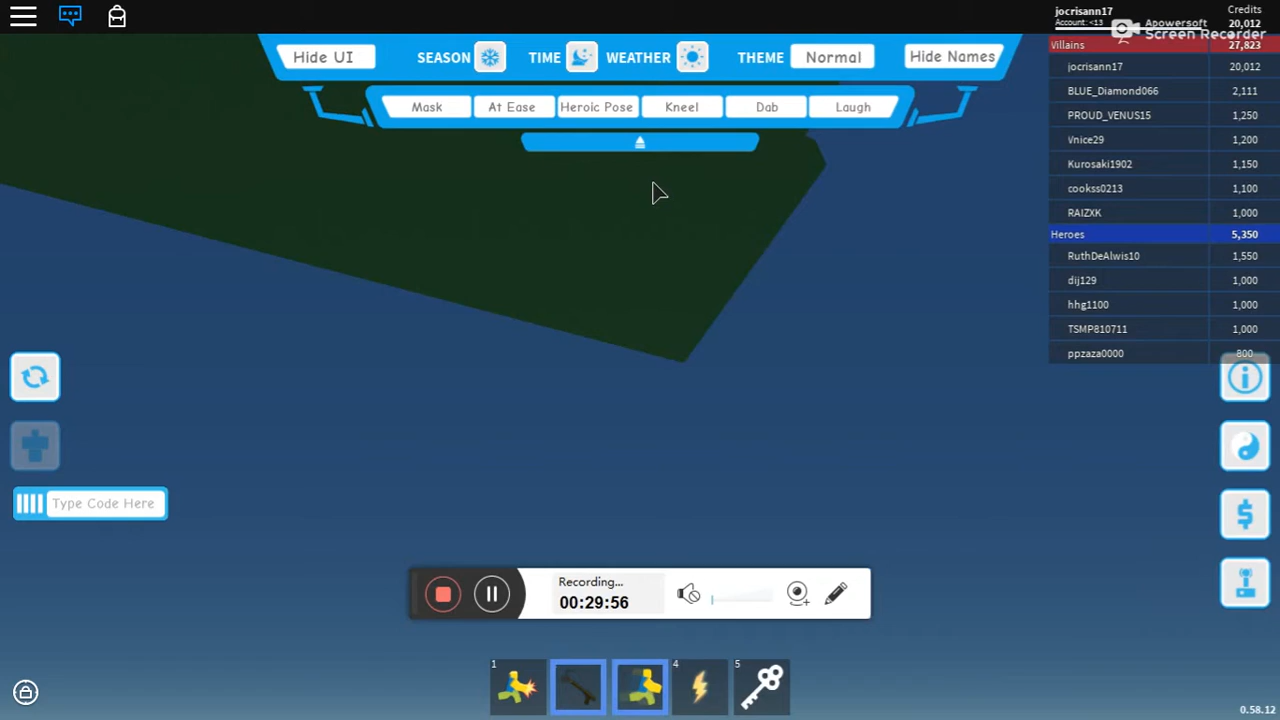 jocrisann17
Account: <13
Credits
20,012
Apowersoft
Screen Recorder
Hide UI
SEASON
TIME
WEATHER
THEME
Normal
Hide Names
Mask
At Ease
Heroic Pose
Kneel
Dab
Laugh
Villains 27,823
jocrisann17 20,012
BLUE_Diamond066 2,111
PROUD_VENUS15 1,250
Vnice29 1,200
Kurosaki1902 1,150
cookss0213 1,100
RAIZXK 1,000
Heroes 5,350
RuthDeAlwis10 1,550
dij129 1,000
hhg1100 1,000
TSMP810711 1,000
ppzaza0000 800
Type Code Here
Recording...
00:29:56
1
4
5
0.58.12